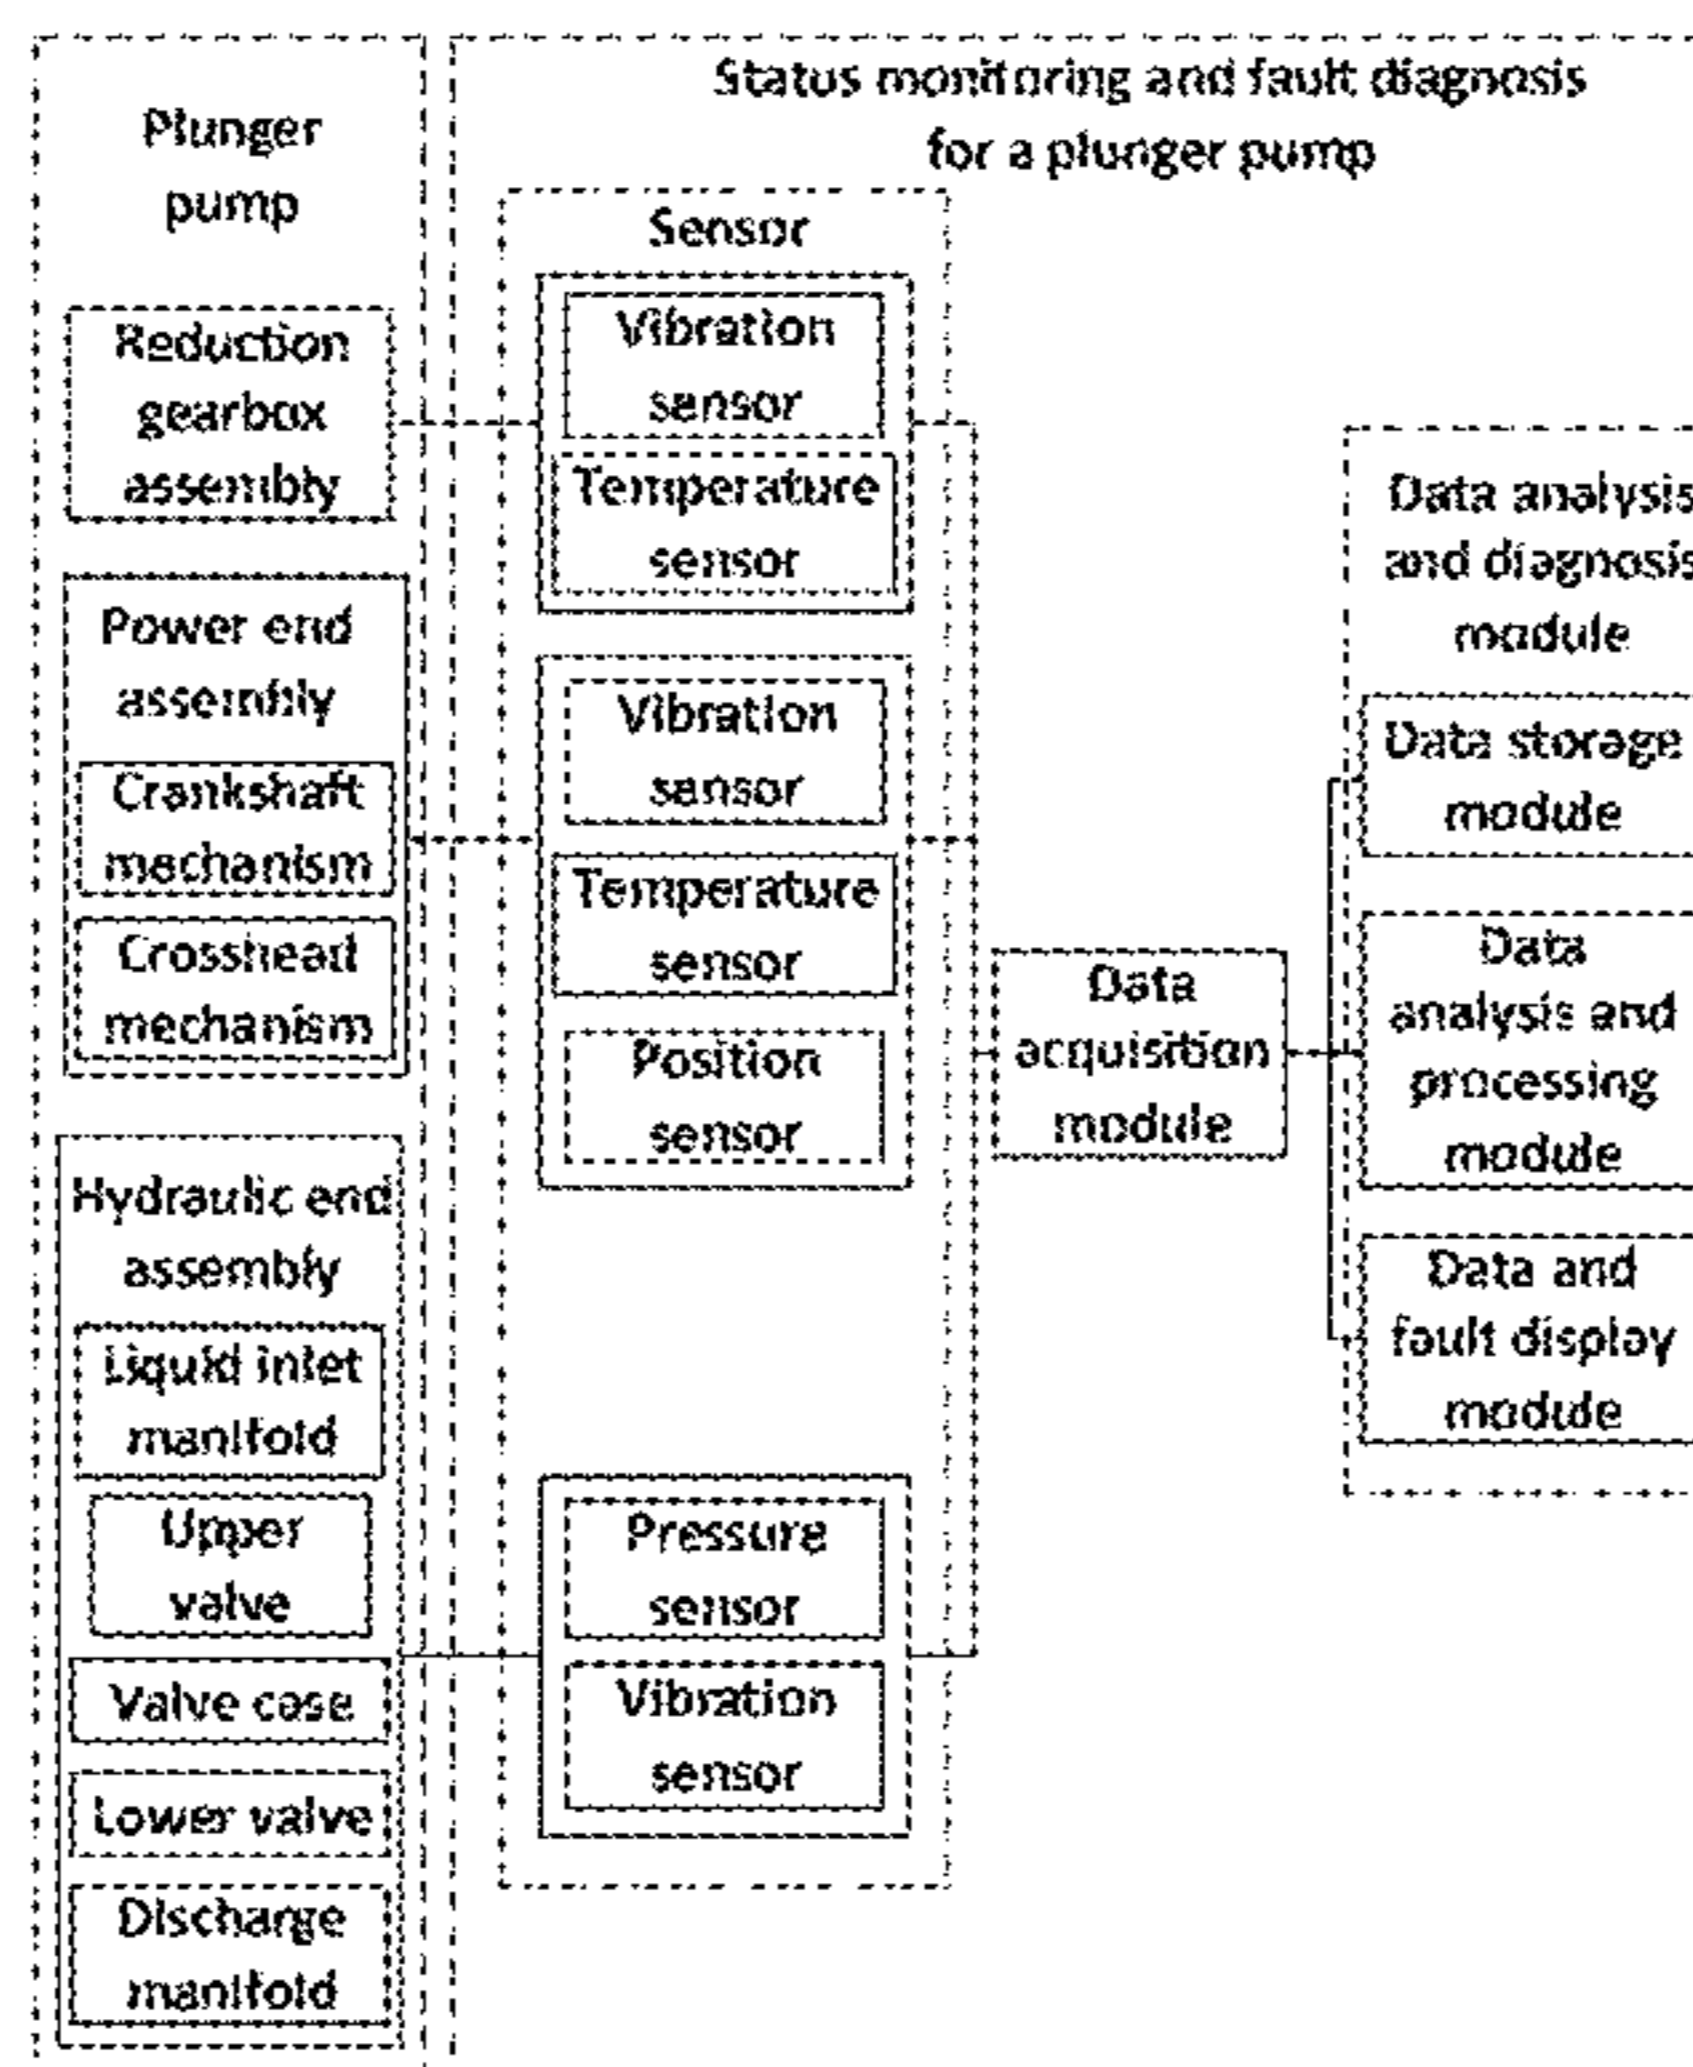 Plunger
pump
Reduction
gearbox
assembly
Power end
assembly
Crankshaft
mechanism
Crosshead
mechanism
Hydraulic end
assembly
Liquid inlet
manifold
Upper
valve
Valve case
Lower valve
Discharge
manifold
Status monitoring and fault diagnosis
for a plunger pump
Sensor
Vibration
sensor
Temperature
sensor
Vibration
sensor
Temperature
sensor
Position
sensor
Pressure
sensor
Vibration
sensor
Data
acquisition
module
Data analysis
and diagnosis
module
Data storage
module
Data
analysis and
processing
module
Data and
fault display
module